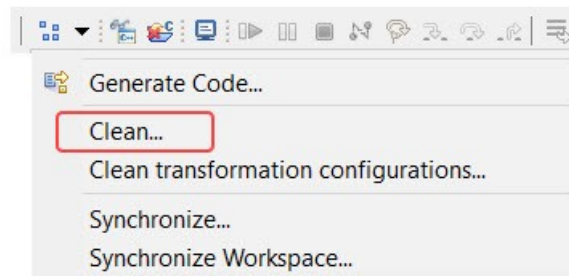 Generate Code...
Clean...
Clean transformation configurations...
Synchronize...
Synchronize Workspace...